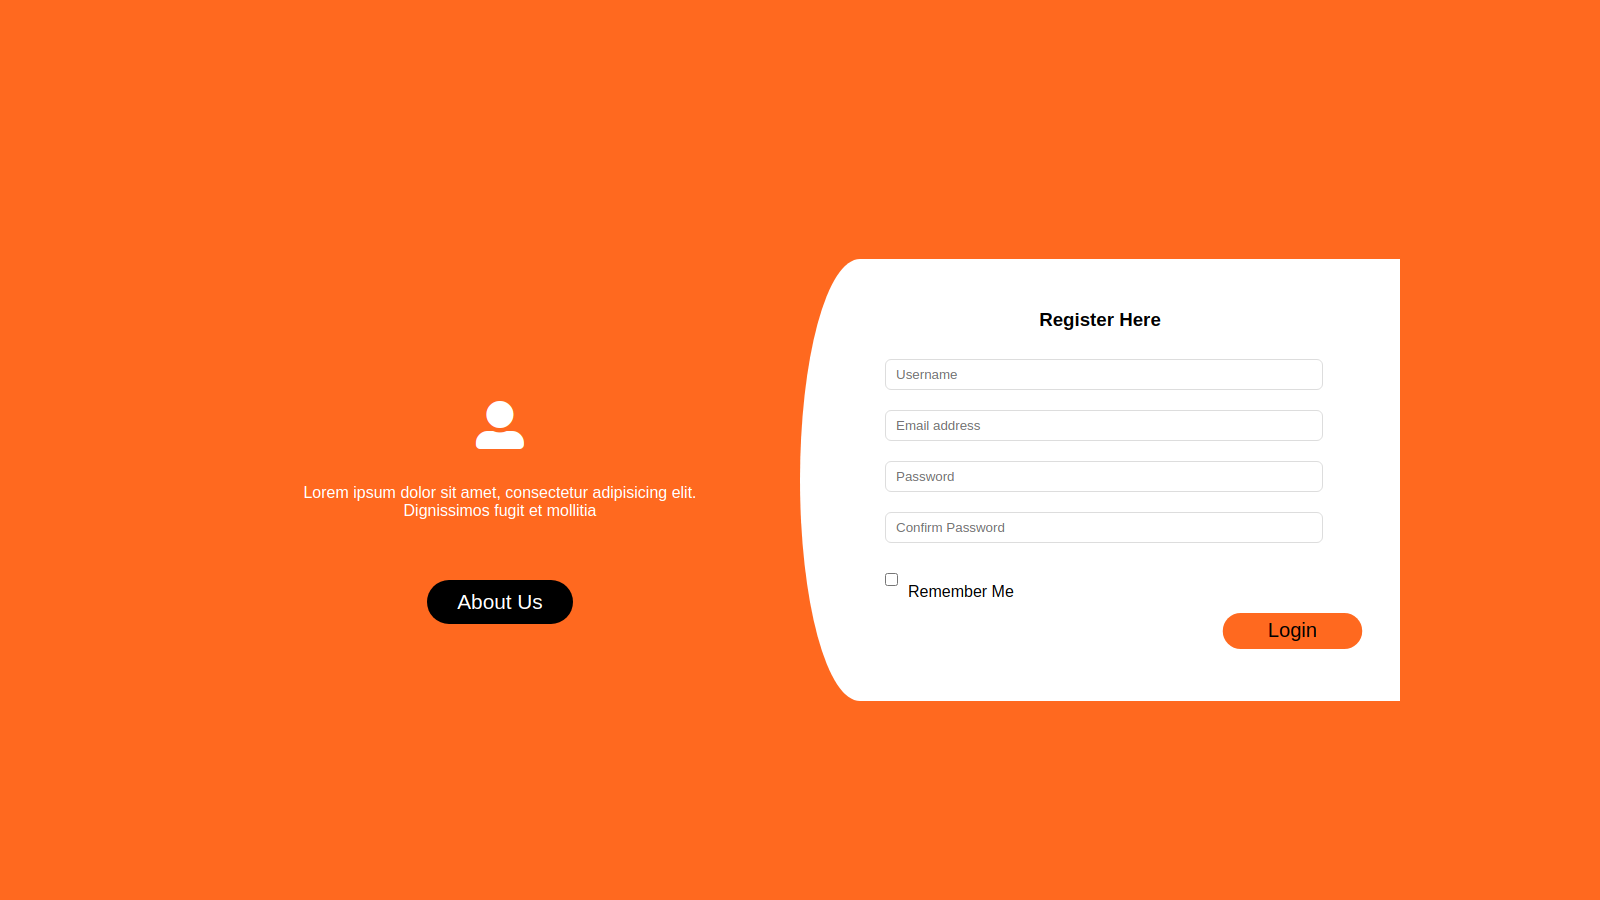 Lorem ipsum dolor sit amet, consectetur adipisicing elit.
Dignissimos fugit et mollitia
About Us
Register Here
Username
Email address
Password
Confirm Password
Remember Me
Login